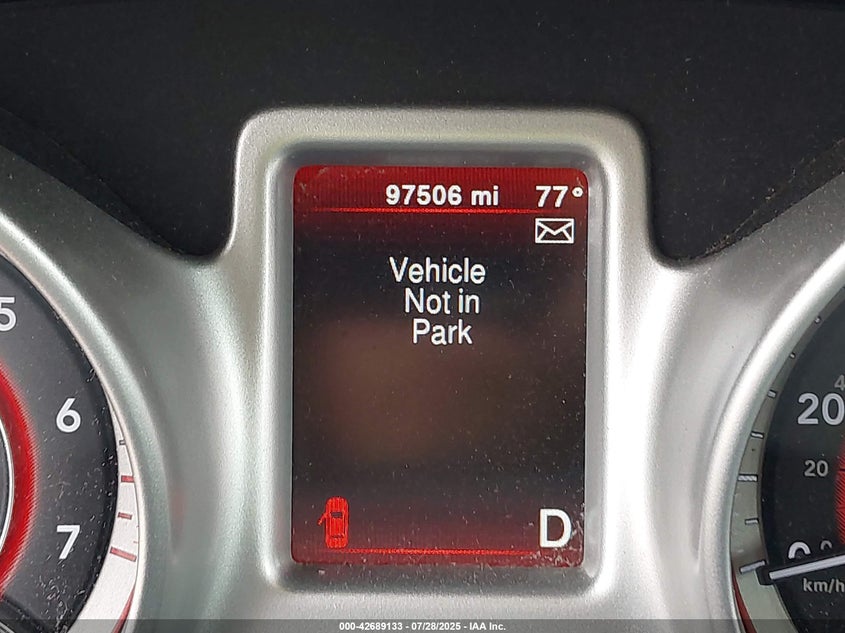 97506 mi 77°
Vehicle
Not in
Park
D
5
6
7
20
20
0
km/h
000-42689133 - 07/28/2025 - IAA Inc.